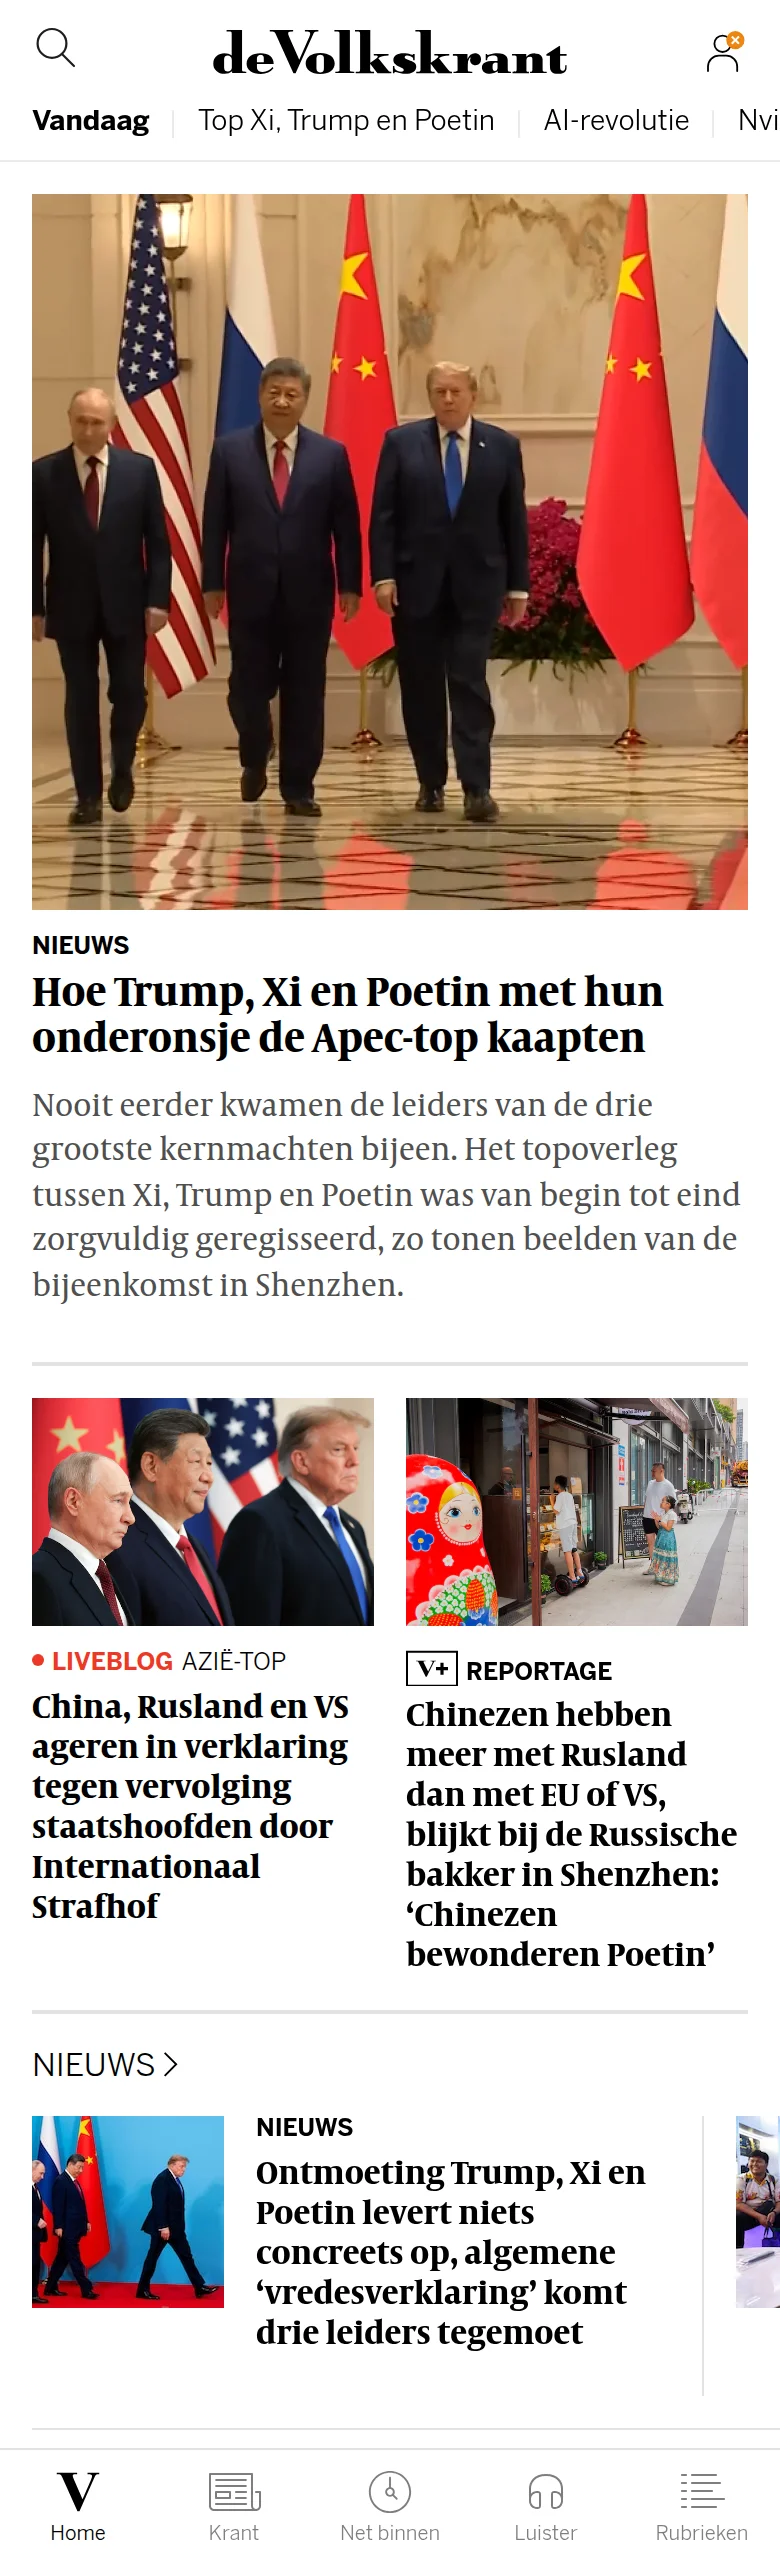 deVolkskrant
Vandaag
Top Xi, Trump en Poetin
AI-revolutie
Nvi
NIEUWS
Hoe Trump, Xi en Poetin met hun
onderonsje de Apec-top kaapten
Nooit eerder kwamen de leiders van de drie
grootste kernmachten bijeen. Het topoverleg
tussen Xi, Trump en Poetin was van begin tot eind
zorgvuldig geregisseerd, zo tonen beelden van de
bijeenkomst in Shenzhen.
LIVEBLOG AZIË-TOP
China, Rusland en VS
ageren in verklaring
tegen vervolging
staatshoofden door
Internationaal
Strafhof
V+ REPORTAGE
Chinezen hebben
meer met Rusland
dan met EU of VS,
blijkt bij de Russische
bakker in Shenzhen:
‘Chinezen
bewonderen Poetin’
NIEUWS
NIEUWS
Ontmoeting Trump, Xi en
Poetin levert niets
concreets op, algemene
‘vredesverklaring’ komt
drie leiders tegemoet
V
Home
Krant
Net binnen
Luister
Rubrieken